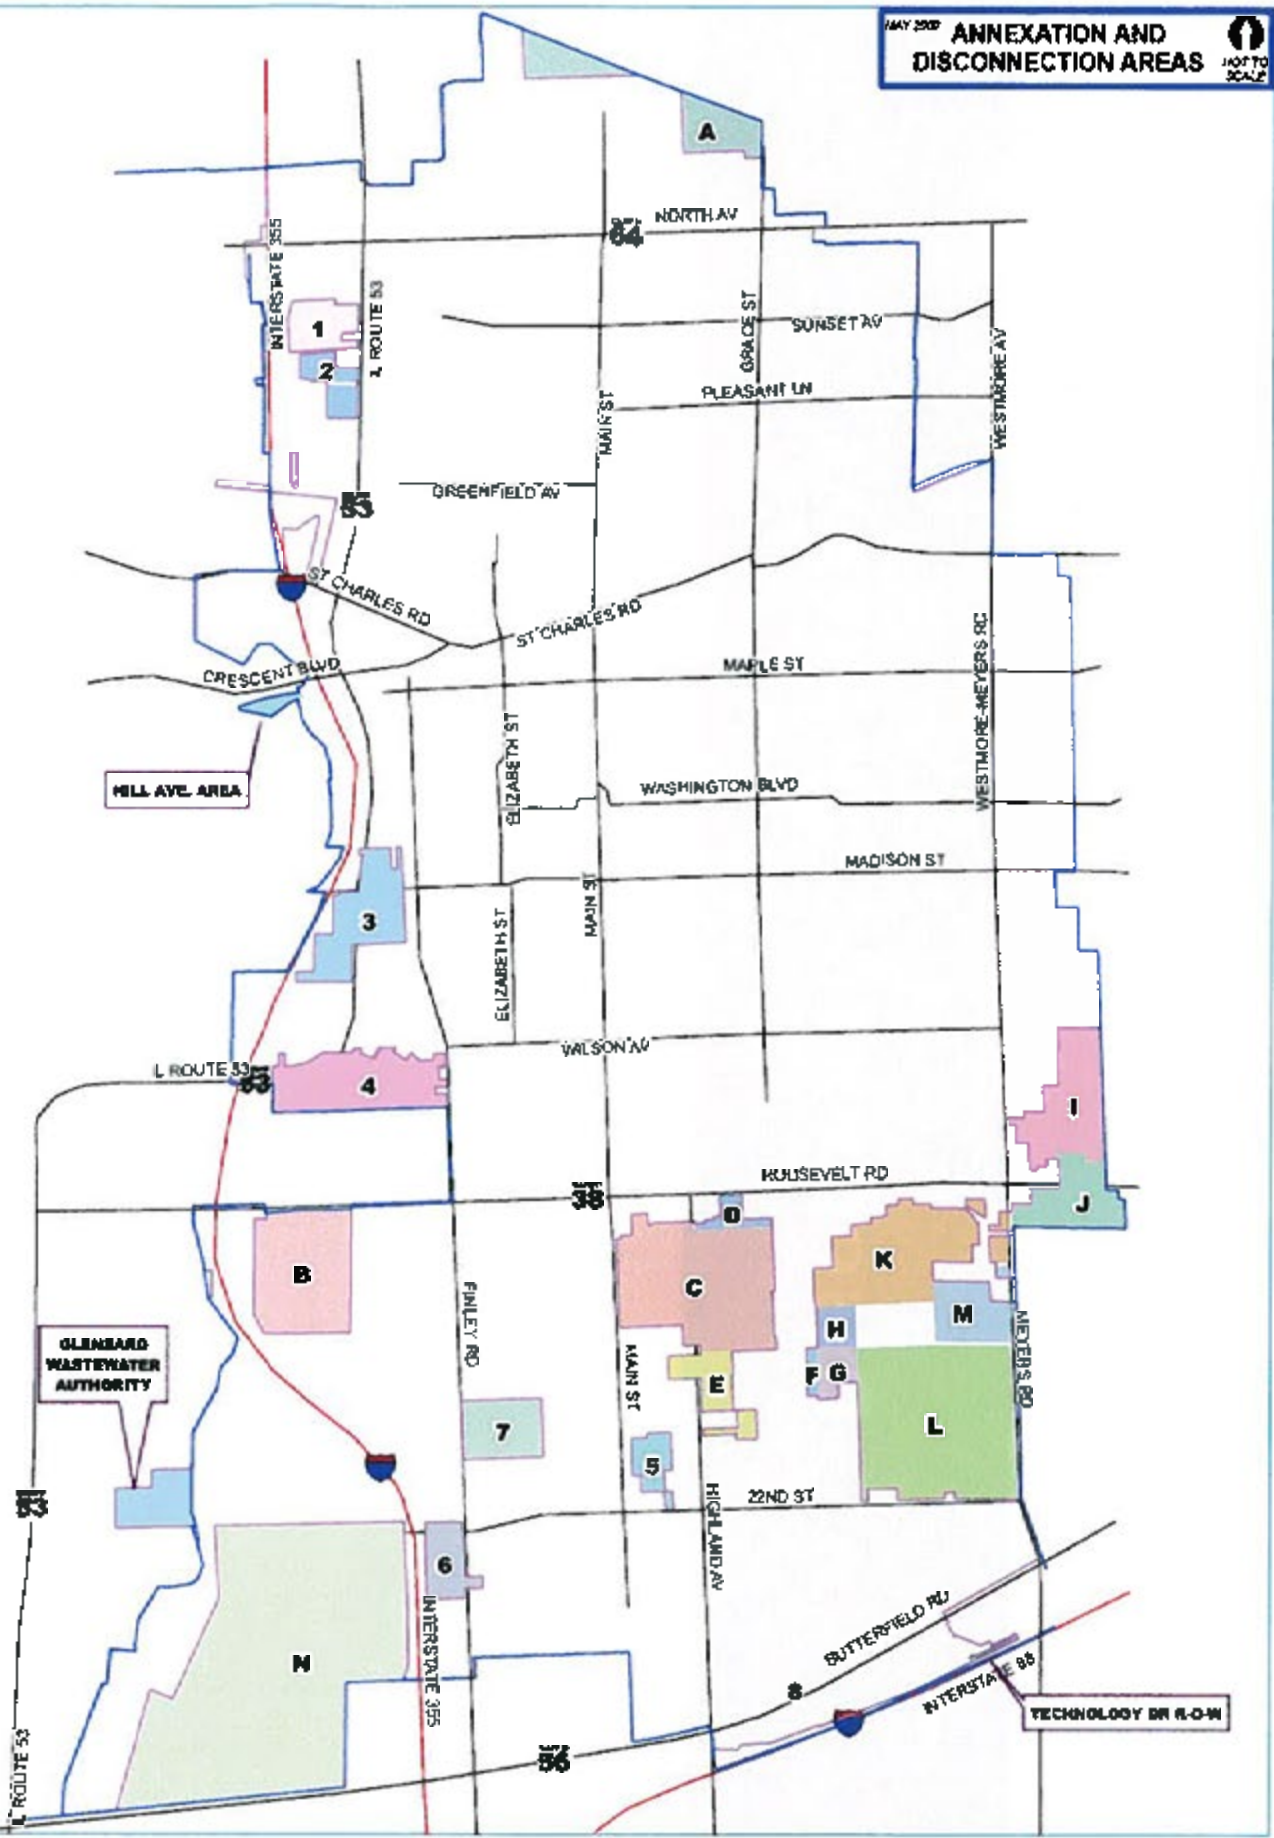 ANNEXATION AND
DISCONNECTION AREAS
NOT TO
SCALE
A
NORTH AV
64
INTERSTATE 355
IL ROUTE 53
1
2
SUNSET AV
GRACE ST
PLEASANT LN
MAIN ST
WESTMORE AV
GREENFIELD AV
53
ST CHARLES RD
ST CHARLES RD
CRESCENT BLVD
MAPLE ST
WESTMORE-MEYERS RD
ELIZABETH ST
HILL AVE. AREA
WASHINGTON BLVD
MADISON ST
MAIN ST
3
ELIZABETH ST
WILSON AV
IL ROUTE 53
53
4
I
ROOSEVELT RD
38
D
J
B
C
K
M
H
FINLEY RD
MAIN ST
MEYERS RD
GLENBARD
WASTEWATER
AUTHORITY
E
F
G
L
7
5
22ND ST
HIGHLAND AV
53
6
N
INTERSTATE 355
BUTTERFIELD RD
INTERSTATE 88
TECHNOLOGY DR R-O-W
56
IL ROUTE 53